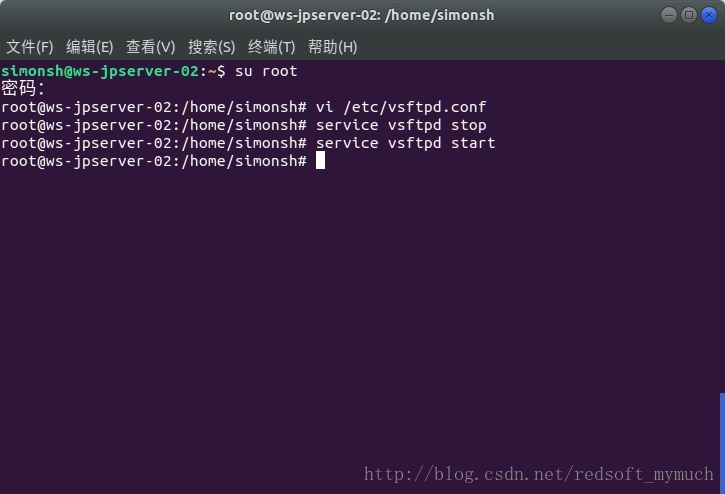 root@ws-jpserver-02: /home/simonsh
文件(F) 编辑(E) 查看(V) 搜索(S) 终端(T) 帮助(H)
simonsh@ws-jpserver-02:~$ su root
密码：
root@ws-jpserver-02:/home/simonsh# vi /etc/vsftpd.conf
root@ws-jpserver-02:/home/simonsh# service vsftpd stop
root@ws-jpserver-02:/home/simonsh# service vsftpd start
root@ws-jpserver-02:/home/simonsh#
http://blog.csdn.net/redsoft_mymuch